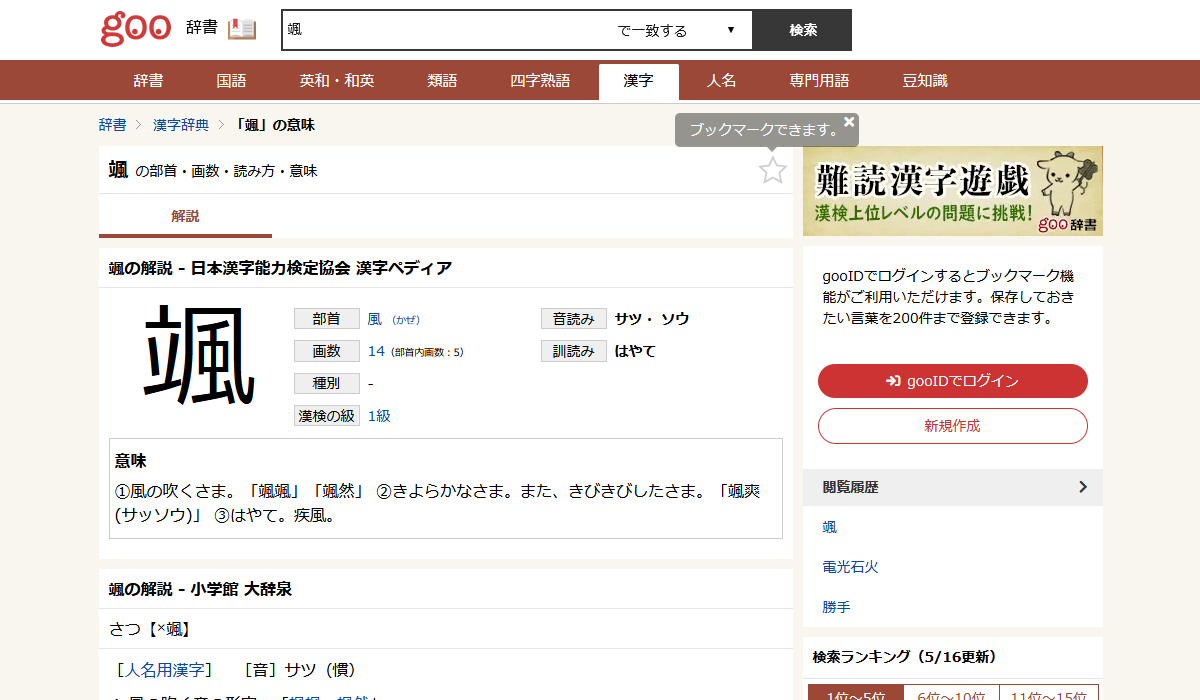 goo 辞書
颯
で一致する
▼
検索
辞書 国語 英和・和英 類語 四字熟語 漢字 人名 専門用語 豆知識
辞書 > 漢字辞典 > 「颯」の意味
ブックマークできます。 ×
颯 の部首・画数・読み方・意味
解説
颯の解説 - 日本漢字能力検定協会 漢字ペディア
颯
部首 風 （かぜ）
画数 14 （部首内画数：5）
種別 -
漢検の級 1級
音読み サツ・ ソウ
訓読み はやて
意味
①風の吹くさま。「颯颯」「颯然」 ②きよらかなさま。また、きびきびしたさま。「颯爽
(サッソウ)」 ③はやて。疾風。
颯の解説 - 小学館 大辞泉
さつ【×颯】
［人名用漢字］ ［音］サツ（慣）
難読漢字遊戯
漢検上位レベルの問題に挑戦！
goo辞書
gooIDでログインするとブックマーク機
能がご利用いただけます。保存しておき
たい言葉を200件まで登録できます。
gooIDでログイン
新規作成
閲覧履歴
颯
電光石火
勝手
検索ランキング（5/16更新）
1位～5位 6位～10位 11位～15位